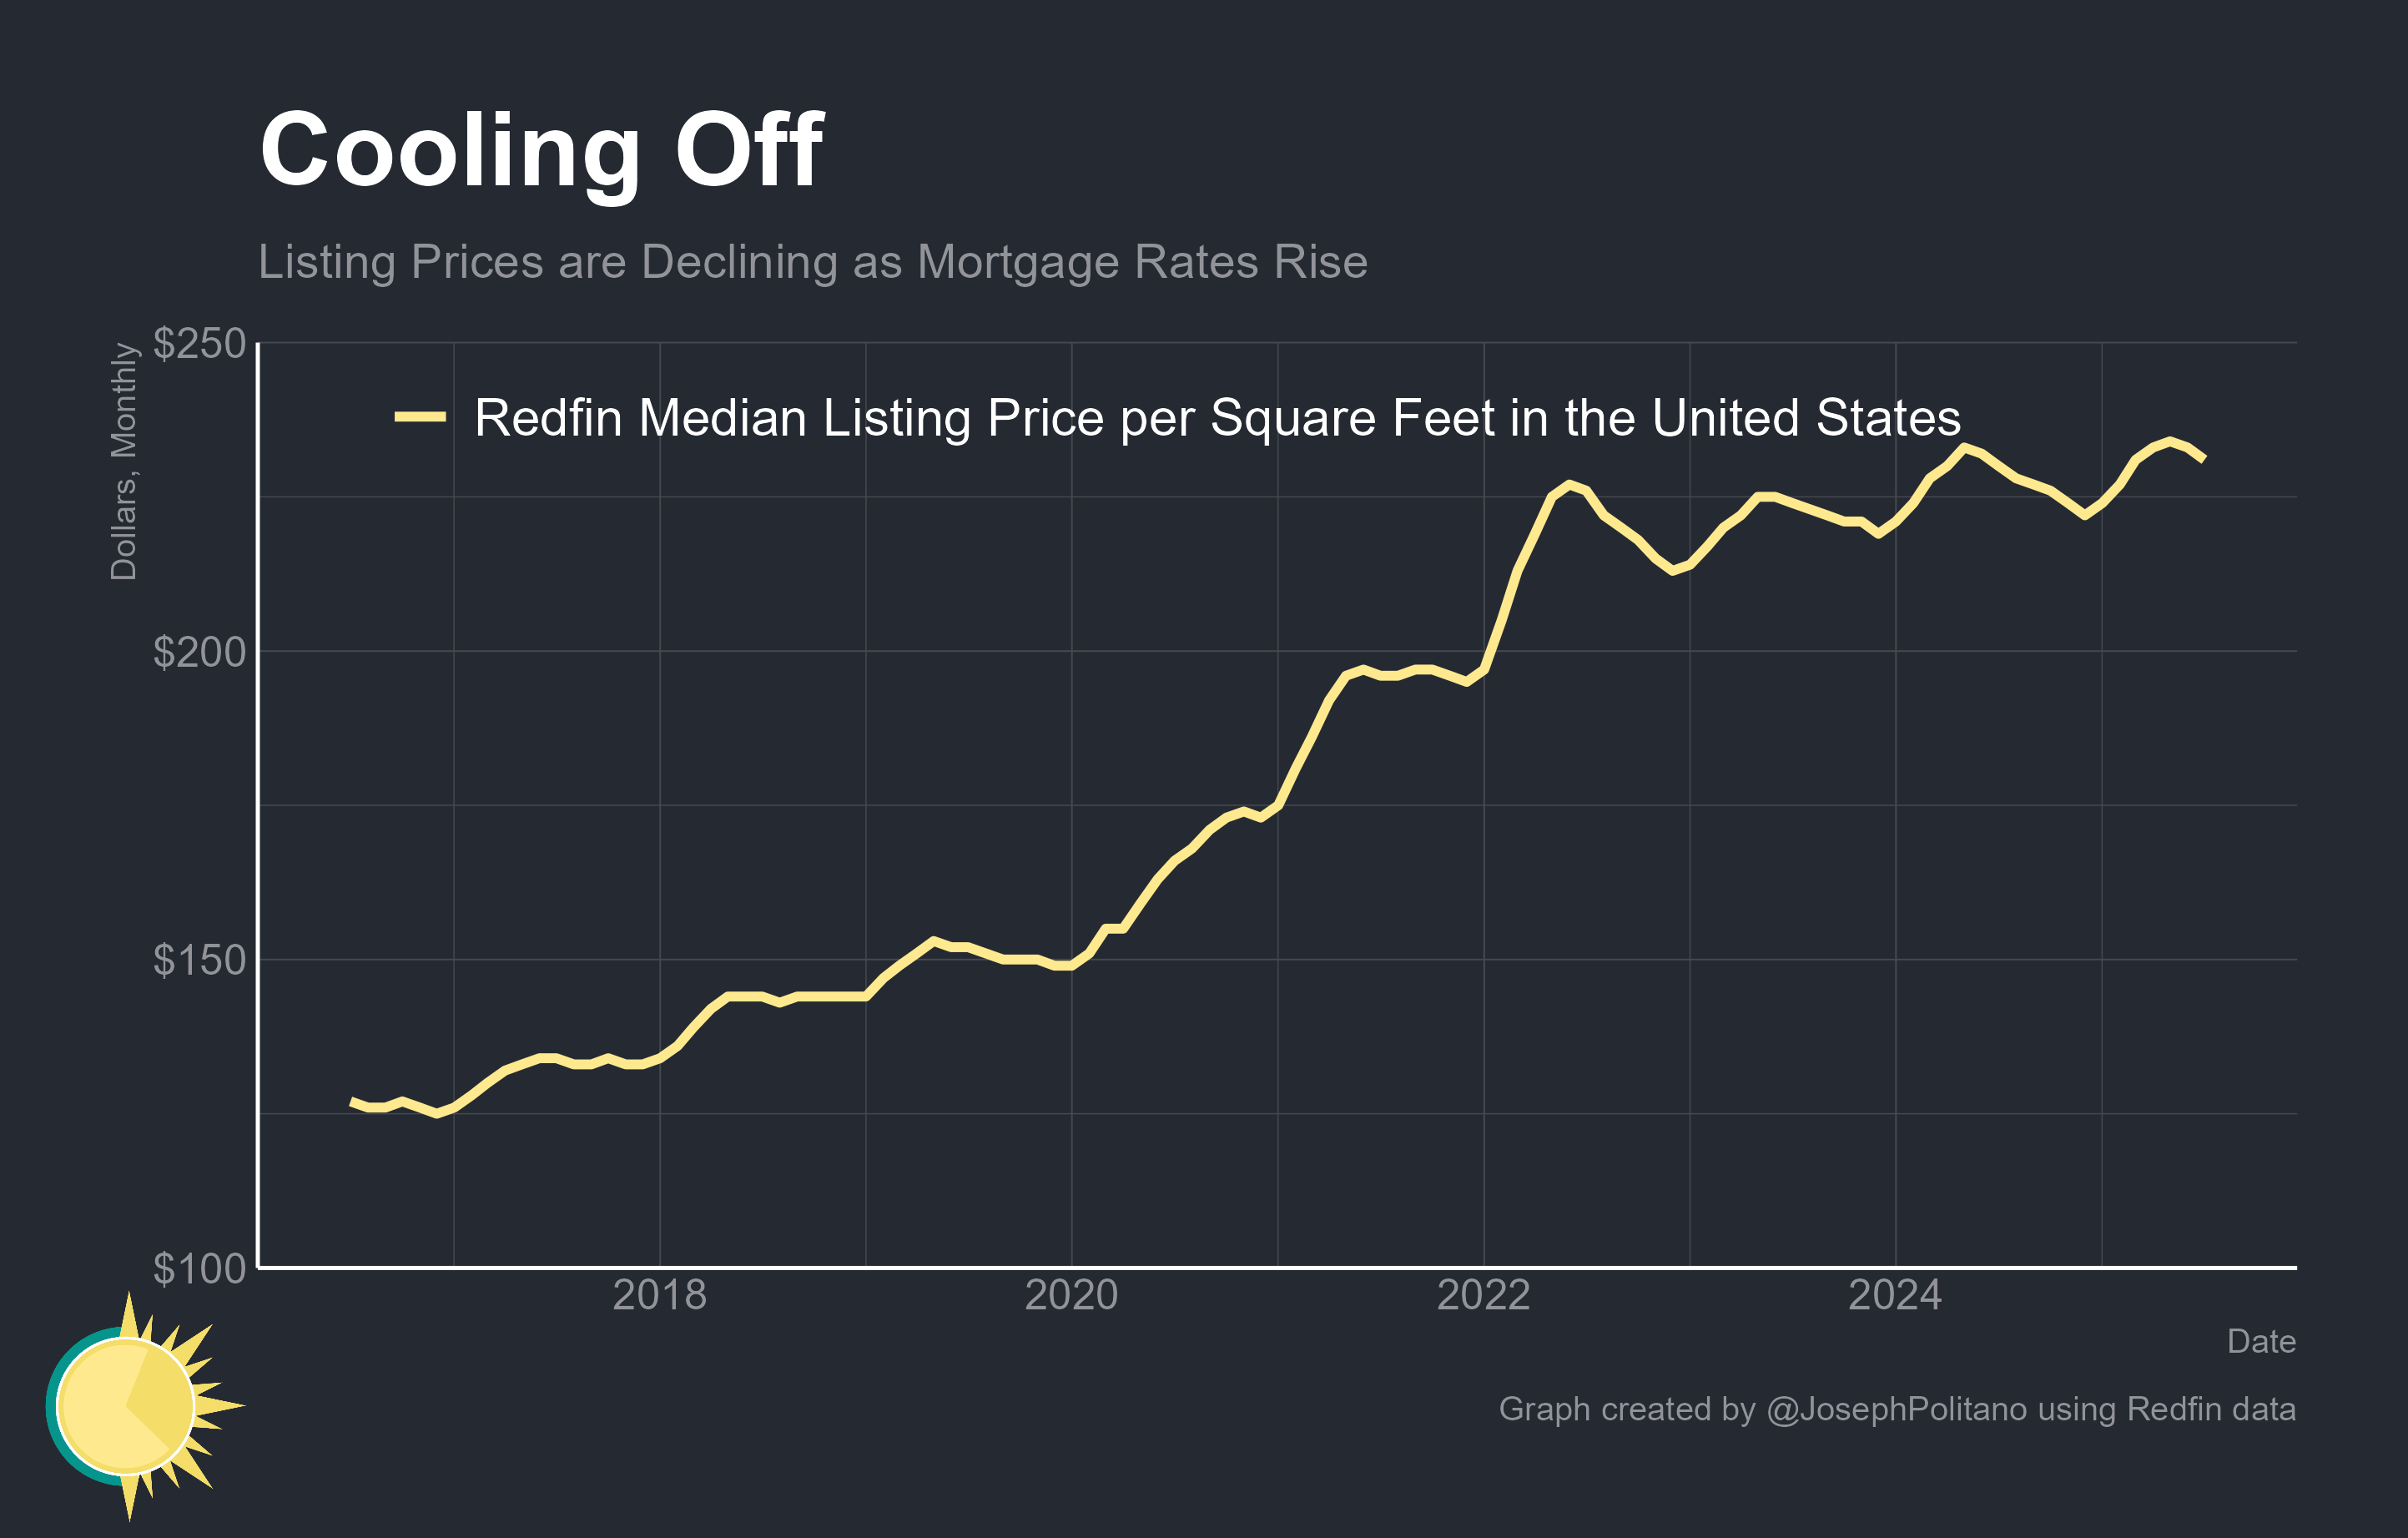 Cooling Off
Listing Prices are Declining as Mortgage Rates Rise
Dollars, Monthly
$250
Redfin Median Listing Price per Square Feet in the United States
$200
$150
$100
2018 2020 2022 2024
Date
Graph created by @JosephPolitano using Redfin data